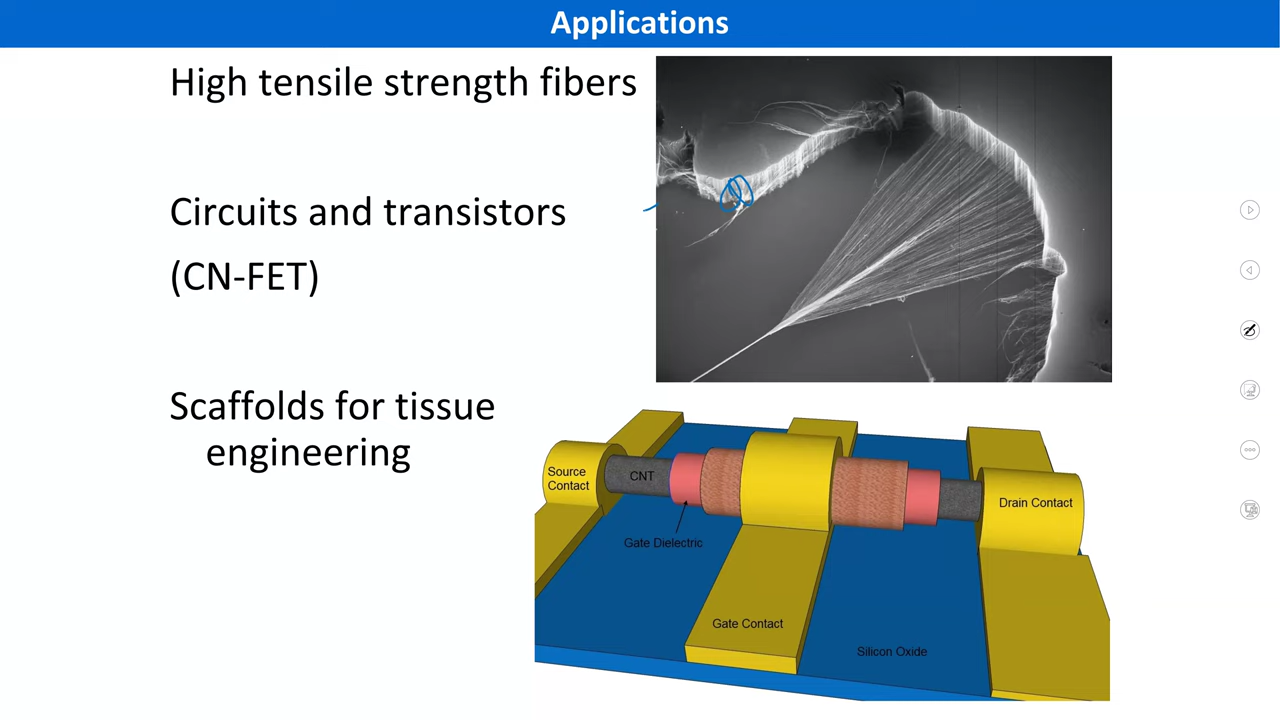 Applications
High tensile strength fibers
Circuits and transistors
(CN-FET)
Scaffolds for tissue
engineering
Source
Contact
CNT
Drain Contact
Gate Dielectric
Gate Contact
Silicon Oxide